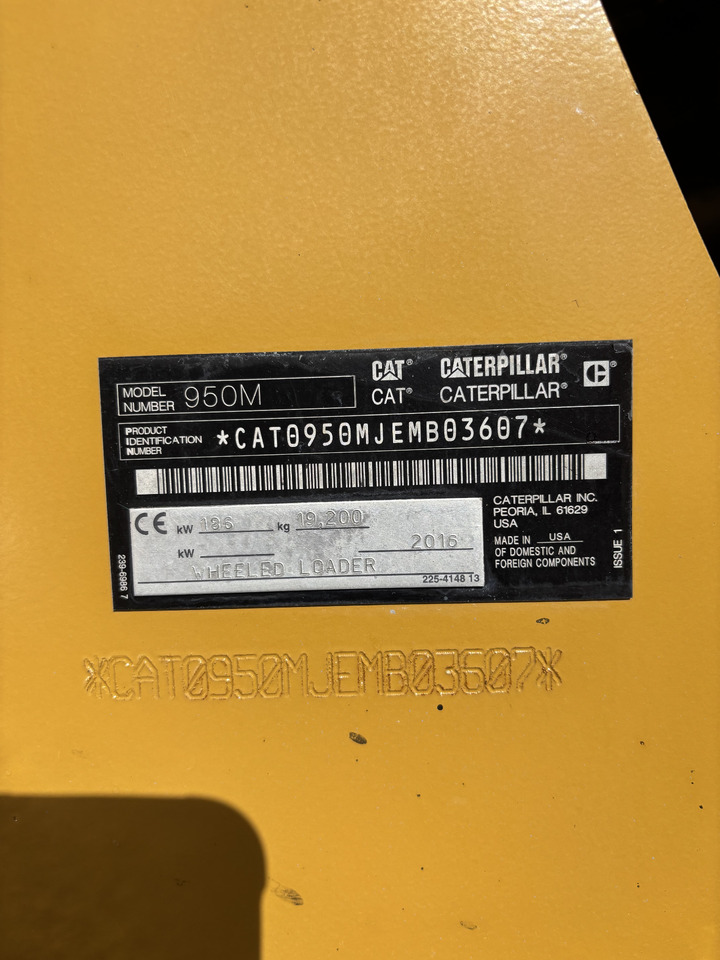 MODEL NUMBER 950M
CAT® CATERPILLAR®
CAT® CATERPILLAR®
PRODUCT IDENTIFICATION NUMBER *CAT0950MJEMB03607*
CE kW 186 kg 19,200
kW 2016
WHEELED LOADER
225-4148 13
CATERPILLAR INC.
PEORIA, IL 61629
USA
MADE IN USA
OF DOMESTIC AND
FOREIGN COMPONENTS
ISSUE 1
239-6986 7
*CAT0950MJEMB03607*